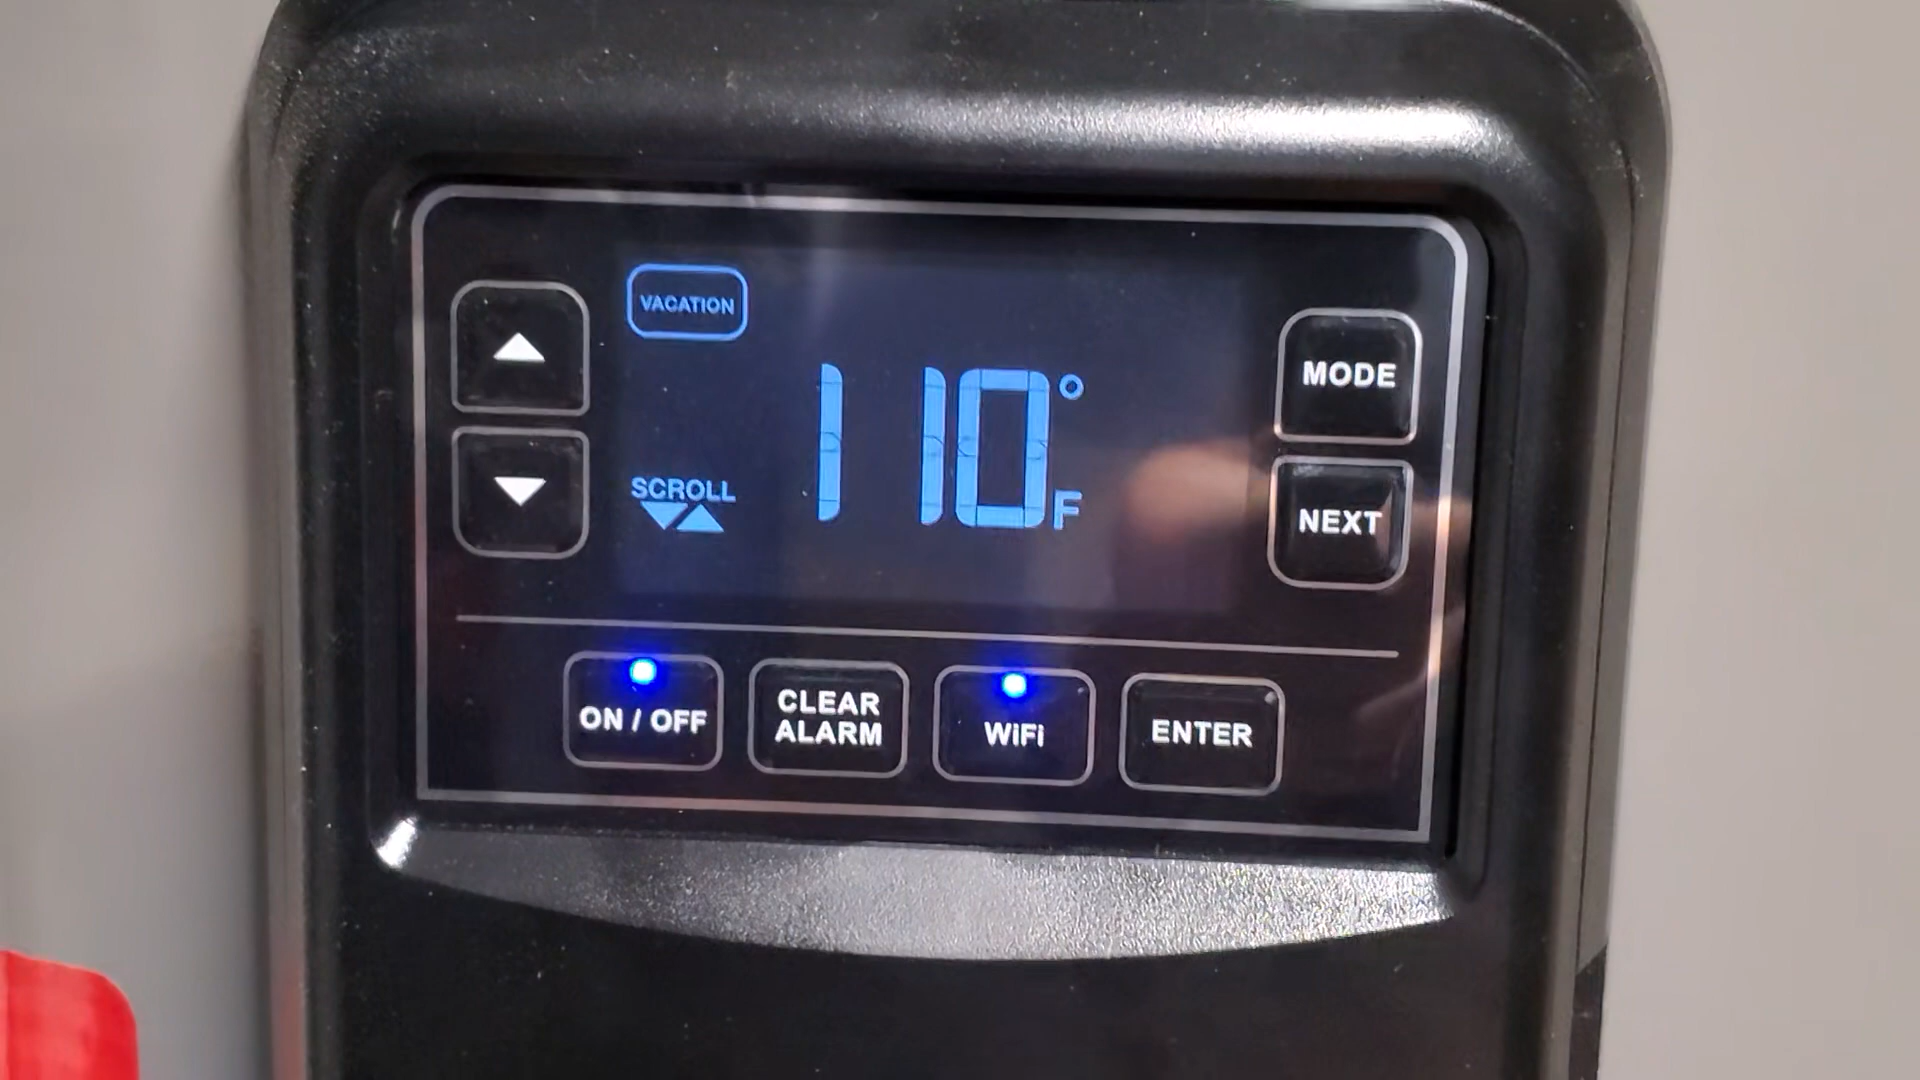 VACATION
110°F
SCROLL
MODE
NEXT
ON / OFF
CLEAR
ALARM
WiFi
ENTER